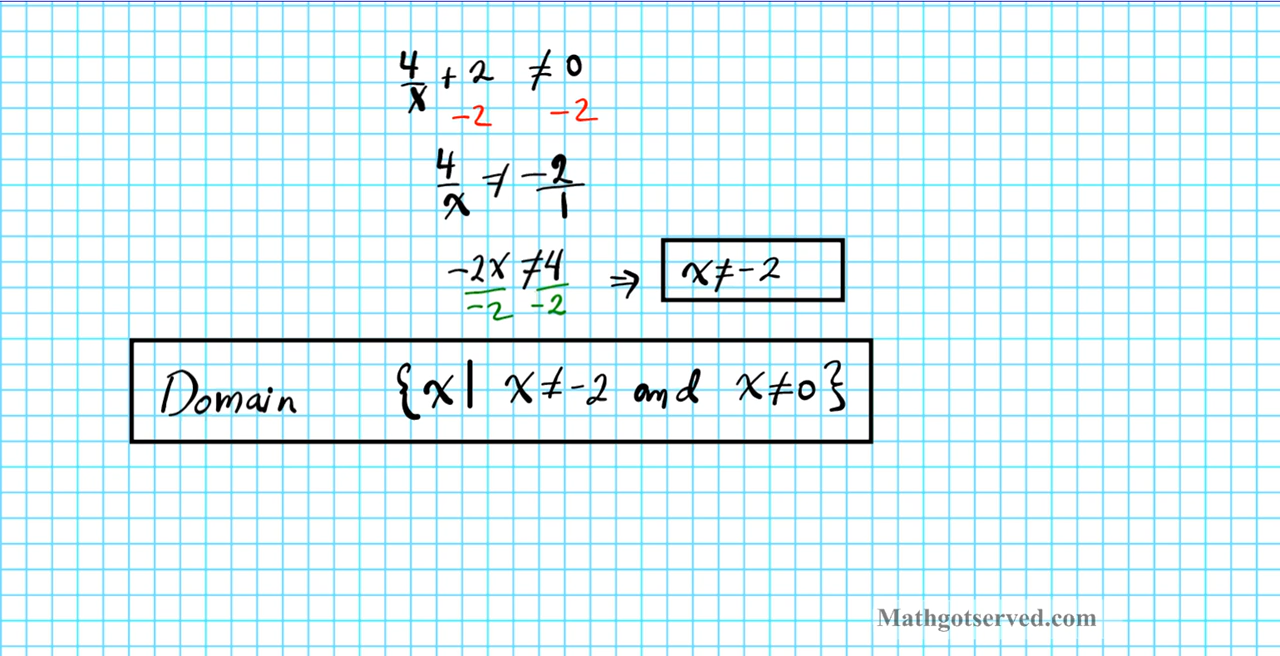 4/x + 2 ≠ 0
-2 -2
4/x ≠ -2/1
-2x ≠ 4 ⇒ x ≠ -2
-2 -2
Domain {x| x ≠ -2 and x ≠ 0}
Mathgotserved.com